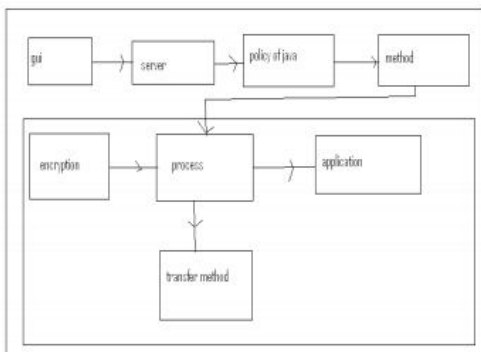 gui
server
policy of java
method
encryption
process
application
transfer method